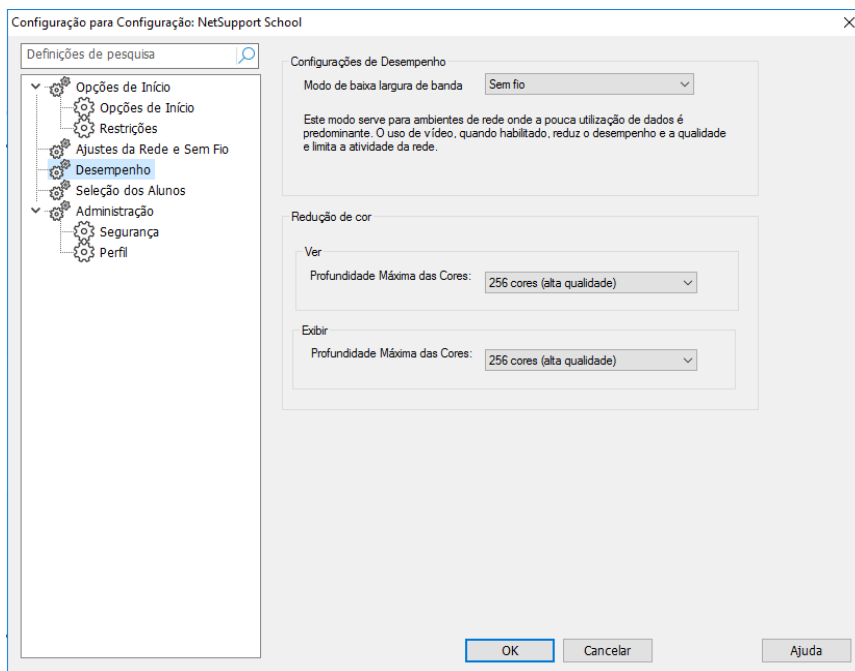 Configuração para Configuração: NetSupport School
Definições de pesquisa
Opções de Início
Opções de Início
Restrições
Ajustes da Rede e Sem Fio
Desempenho
Seleção dos Alunos
Administração
Segurança
Perfil
Configurações de Desempenho
Modo de baixa largura de banda
Sem fio
Este modo serve para ambientes de rede onde a pouca utilização de dados é
predominante. O uso de vídeo, quando habilitado, reduz o desempenho e a qualidade
e limita a atividade da rede.
Redução de cor
Ver
Profundidade Máxima das Cores:
256 cores (alta qualidade)
Exibir
Profundidade Máxima das Cores:
256 cores (alta qualidade)
OK
Cancelar
Ajuda